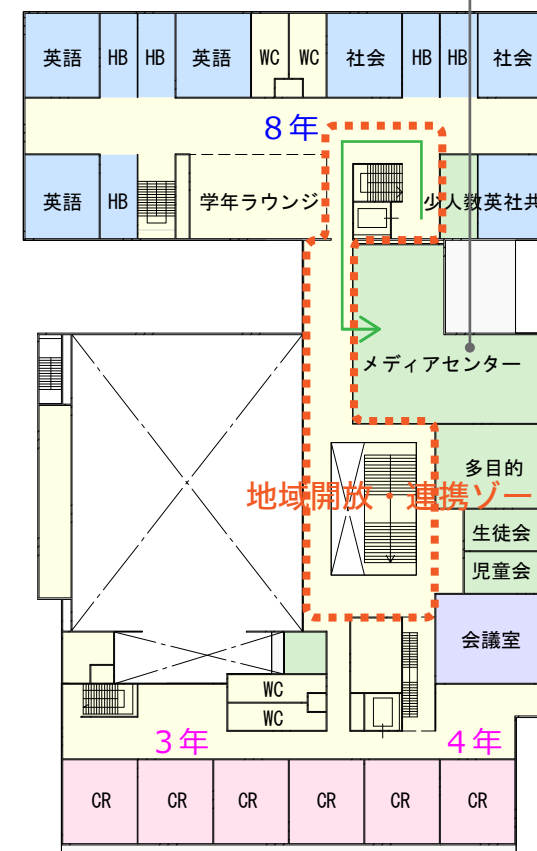 英語 HB HB 英語 WC WC 社会 HB HB 社会
8年
英語 HB 学年ラウンジ 少人数英社共
メディアセンター
多目的
地域開放・連携ゾー
生徒会
児童会
会議室
WC
WC
3年 4年
CR CR CR CR CR CR